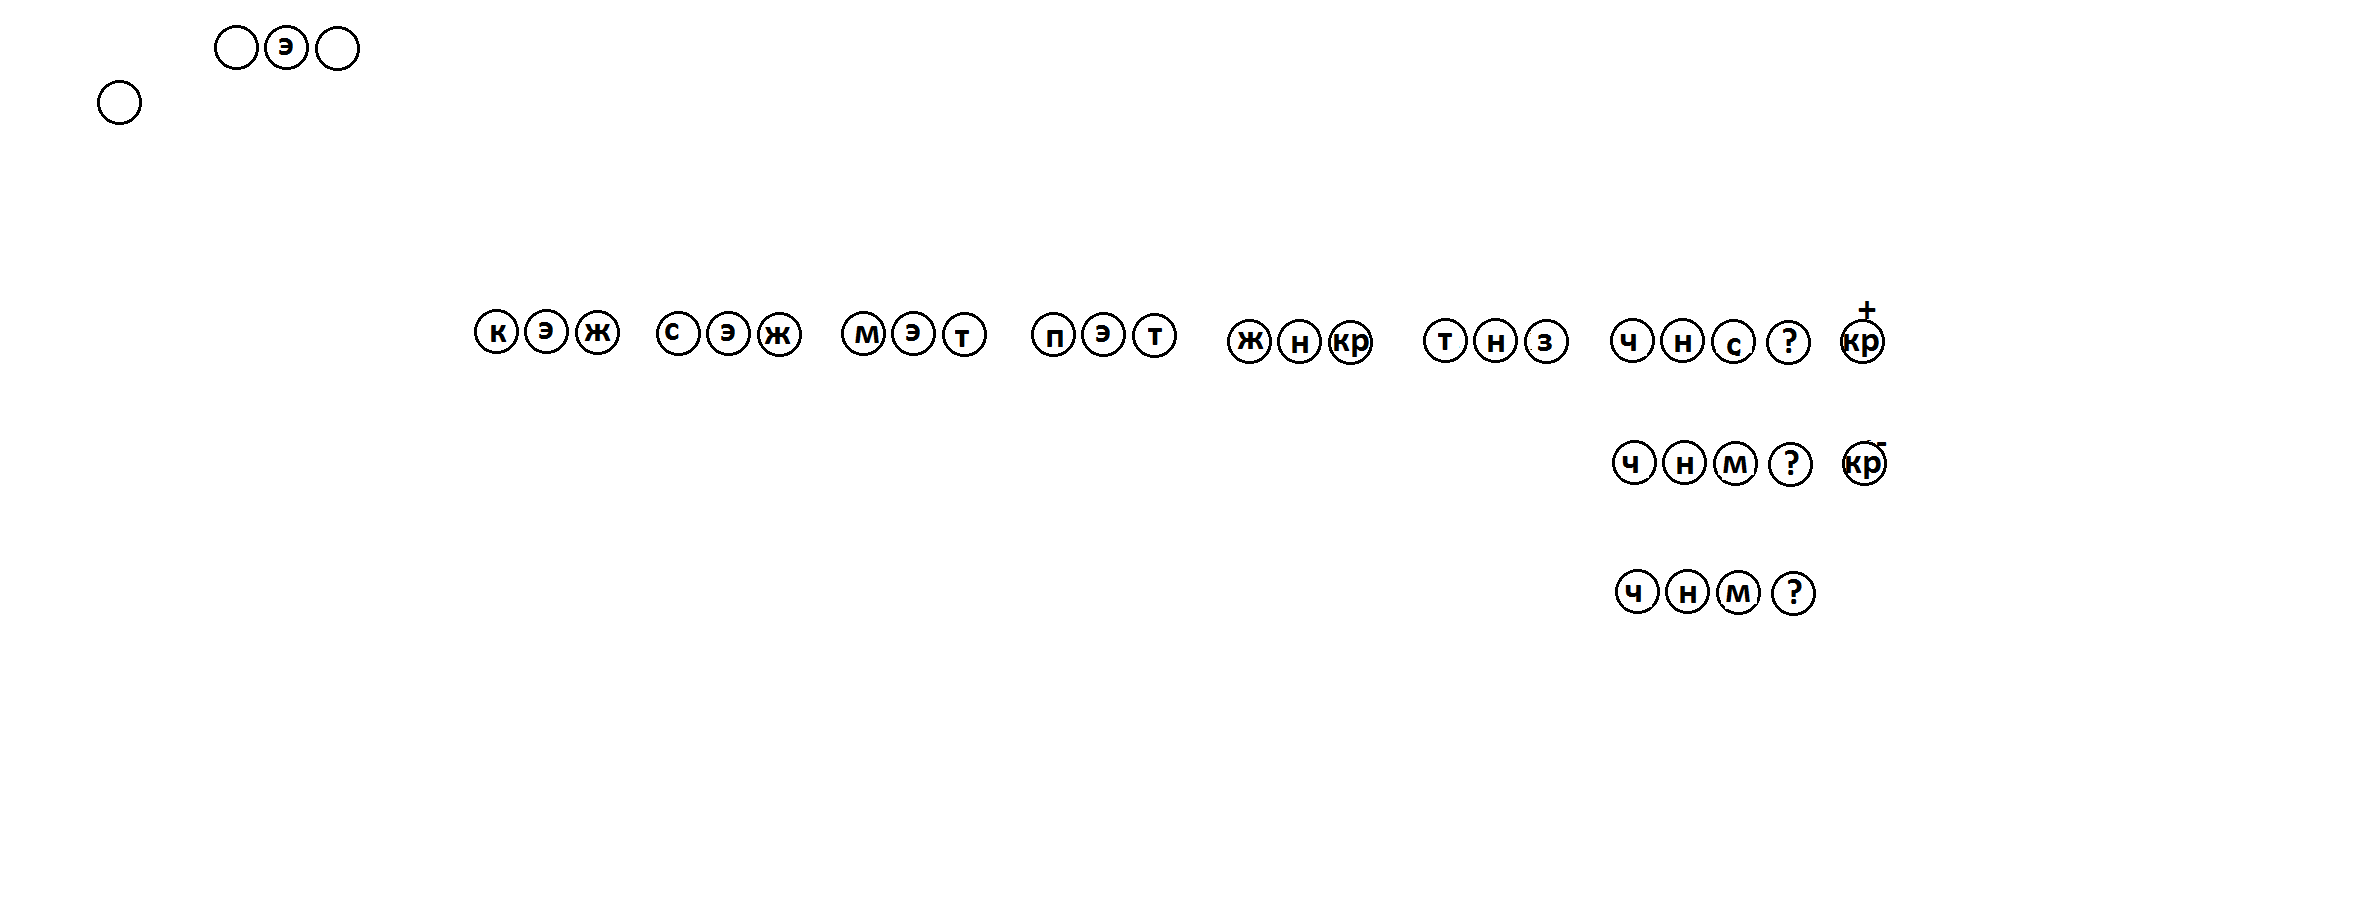 э
+
к э ж с э ж м э т п э т ж н кр т н з ч н с ? кр
-
ч н м ? кр
ч н м ?